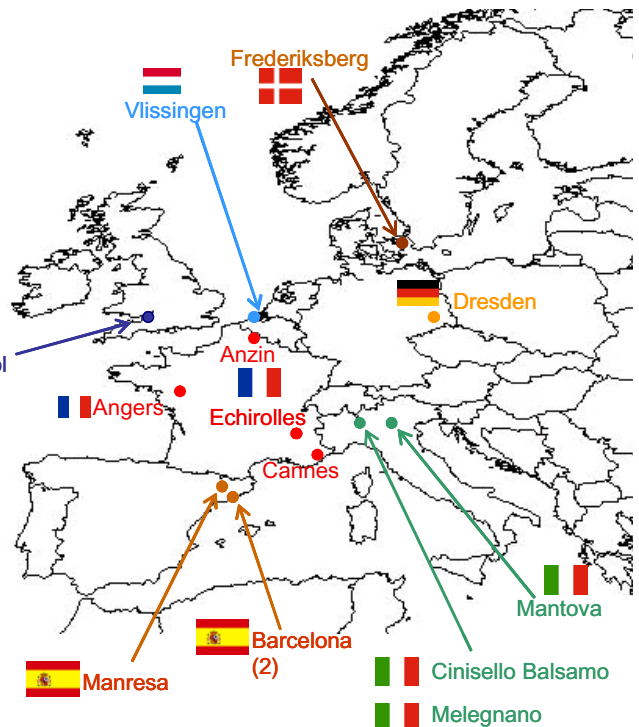 Frederiksberg
Vlissingen
Dresden
ol
Anzin
Angers
Echirolles
Cannes
Mantova
Barcelona
(2)
Manresa
Cinisello Balsamo
Melegnano